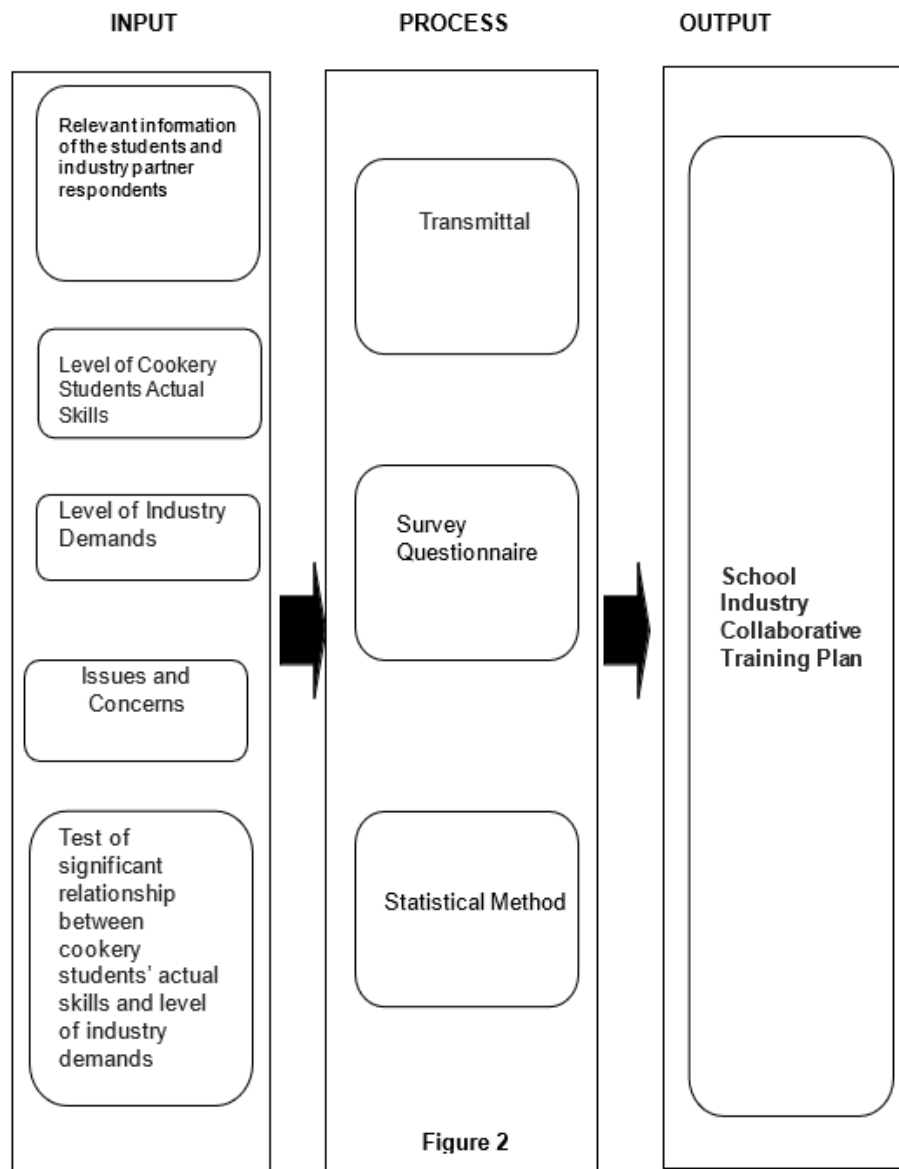 INPUT
PROCESS
OUTPUT
Relevant information
of the students and
industry partner
respondents
Level of Cookery
Students Actual
Skills
Level of Industry
Demands
Issues and
Concerns
Test of
significant
relationship
between
cookery
students’ actual
skills and level
of industry
demands
Transmittal
Survey
Questionnaire
Statistical Method
School
Industry
Collaborative
Training Plan
Figure 2